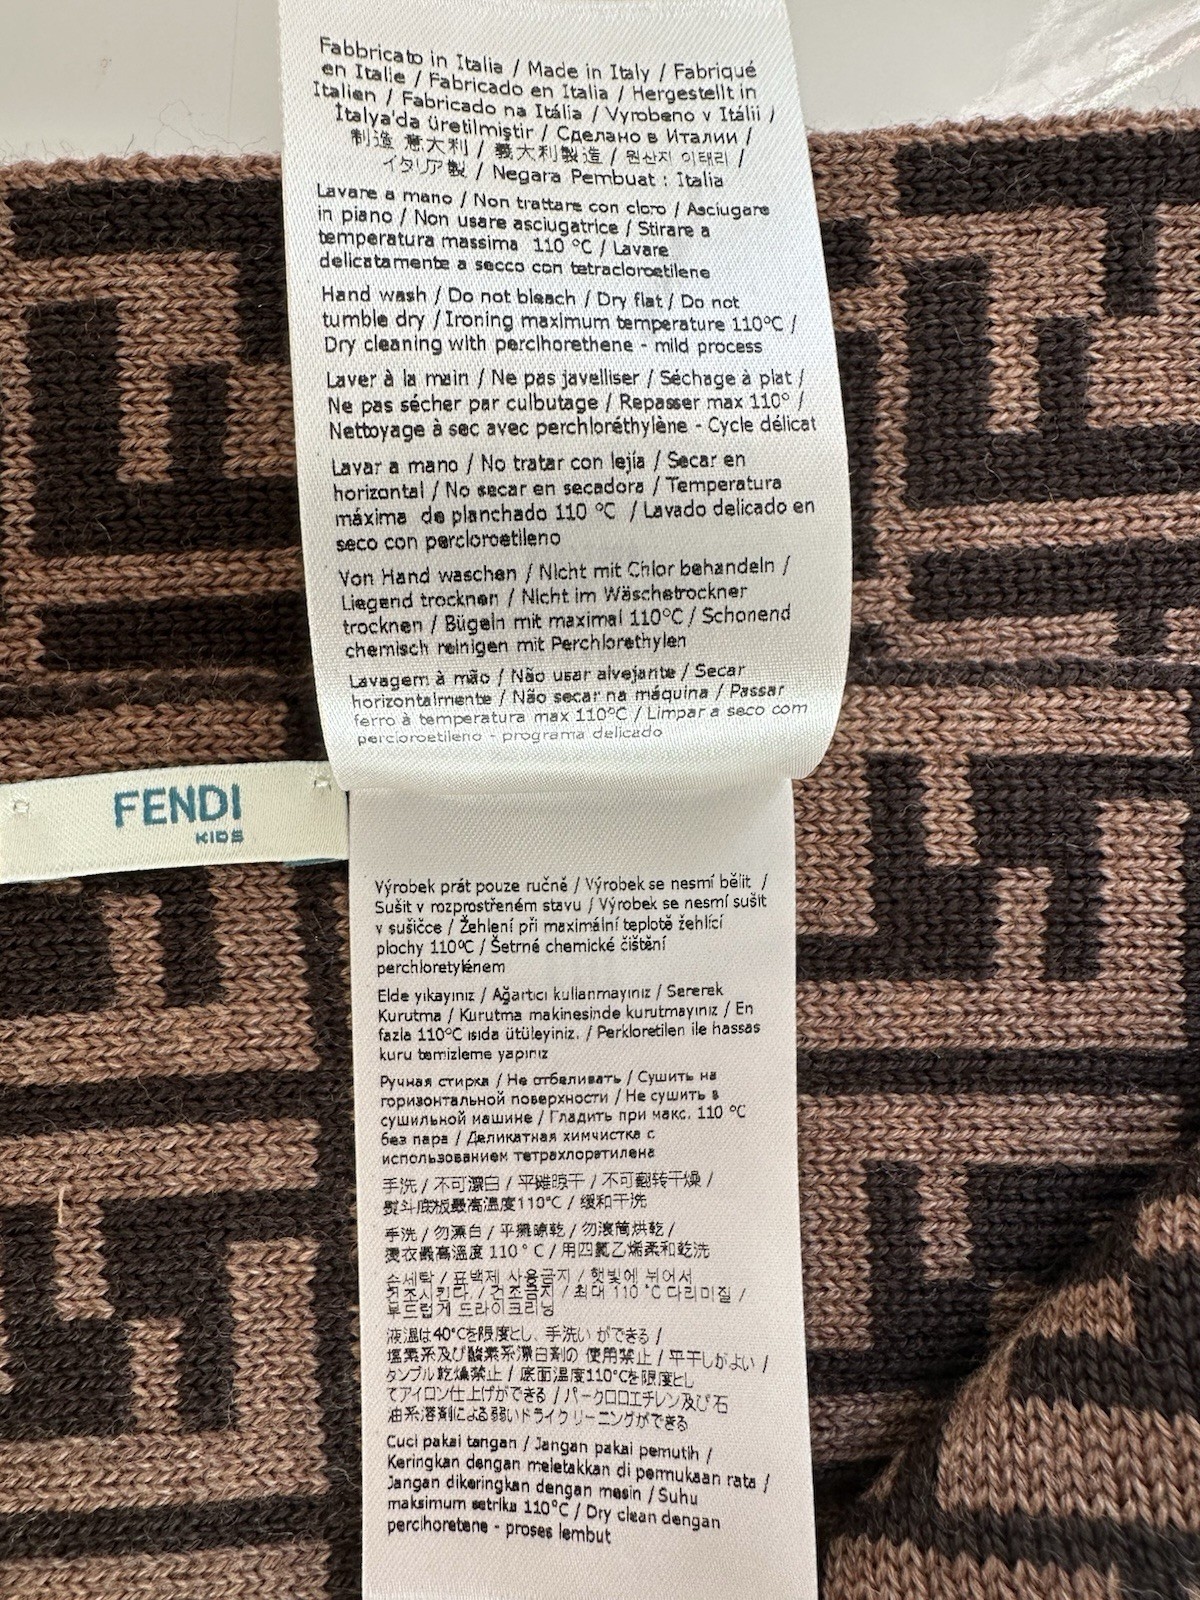 Fabbricato in Italia / Made in Italy / Fabriqué
en Italie / Fabricado en Italia / Hergestellt in
Italien / Fabricado na Itália / Vyrobeno v Itálii /
İtalya'da üretilmiştir / Сделано в Италии /
制造 意大利 / 義大利製造 / 원산지 이태리 /
イタリア製 / Negara Pembuat : Italia
Lavare a mano / Non trattare con cloro / Asciugare
in piano / Non usare asciugatrice / Stirare a
temperatura massima 110 °C / Lavare
delicatamente a secco con tetracloroetilene
Hand wash / Do not bleach / Dry flat / Do not
tumble dry / Ironing maximum temperature 110°C /
Dry cleaning with perclhorethene - mild process
Laver à la main / Ne pas javelliser / Séchage à plat /
Ne pas sécher par culbutage / Repasser max 110° /
Nettoyage à sec avec perchloréthylène - Cycle délicat
Lavar a mano / No tratar con lejía / Secar en
horizontal / No secar en secadora / Temperatura
máxima de planchado 110 °C / Lavado delicado en
seco con percloroetileno
Von Hand waschen / Nicht mit Chlor behandeln /
Liegend trocknen / Nicht im Wäschetrockner
trocknen / Bügeln mit maximal 110°C / Schonend
chemisch reinigen mit Perchlorethylen
Lavagem à mão / Não usar alvejante / Secar
horizontalmente / Não secar na máquina / Passar
ferro à temperatura max 110°C / Limpar a seco com
percloroetileno - programa delicado
FENDI
KIDS
Výrobek prát pouze ručně / Výrobek se nesmí bělit /
Sušit v rozprostřeném stavu / Výrobek se nesmí sušit
v sušičce / Žehlení při maximální teplotě žehlící
plochy 110°C / Šetrné chemické čištění
perchloretylénem
Elde yıkayınız / Ağartıcı kullanmayınız / Sererek
Kurutma / Kurutma makinesinde kurutmayınız / En
fazla 110°C ısıda ütüleyiniz. / Perkloretilen ile hassas
kuru temizleme yapınız
Ручная стирка / Не отбеливать / Сушить на
горизонтальной поверхности / Не сушить в
сушильной машине / Гладить при макс. 110 °C
без пара / Деликатная химчистка с
использованием тетрахлорэтилена
手洗 / 不可漂白 / 平摊晾干 / 不可翻转干燥 /
熨斗底板最高温度110°C / 缓和干洗
手洗 / 勿漂白 / 平攤晾乾 / 勿滾筒烘乾 /
燙衣最高溫度 110 ° C / 用四氯乙烯柔和乾洗
손세탁 / 표백제 사용금지 / 햇빛에 뉘어서
건조시킨다. / 건조금지 / 최대 110 °C 다리미질 /
부드럽게 드라이크리닝
液温は40°Cを限度とし、手洗い ができる /
塩素系及び酸素系漂白剤の 使用禁止 / 平干しがよい /
タンブル乾燥禁止 / 底面温度110°Cを限度とし
てアイロン仕上げができる / パークロロエチレン及び石
油系溶剤による弱いドライクリーニングができる
Cuci pakai tangan / Jangan pakai pemutih /
Keringkan dengan meletakkan di permukaan rata /
Jangan dikeringkan dengan mesin / Suhu
maksimum setrika 110°C / Dry clean dengan
perclhoretene - proses lembut